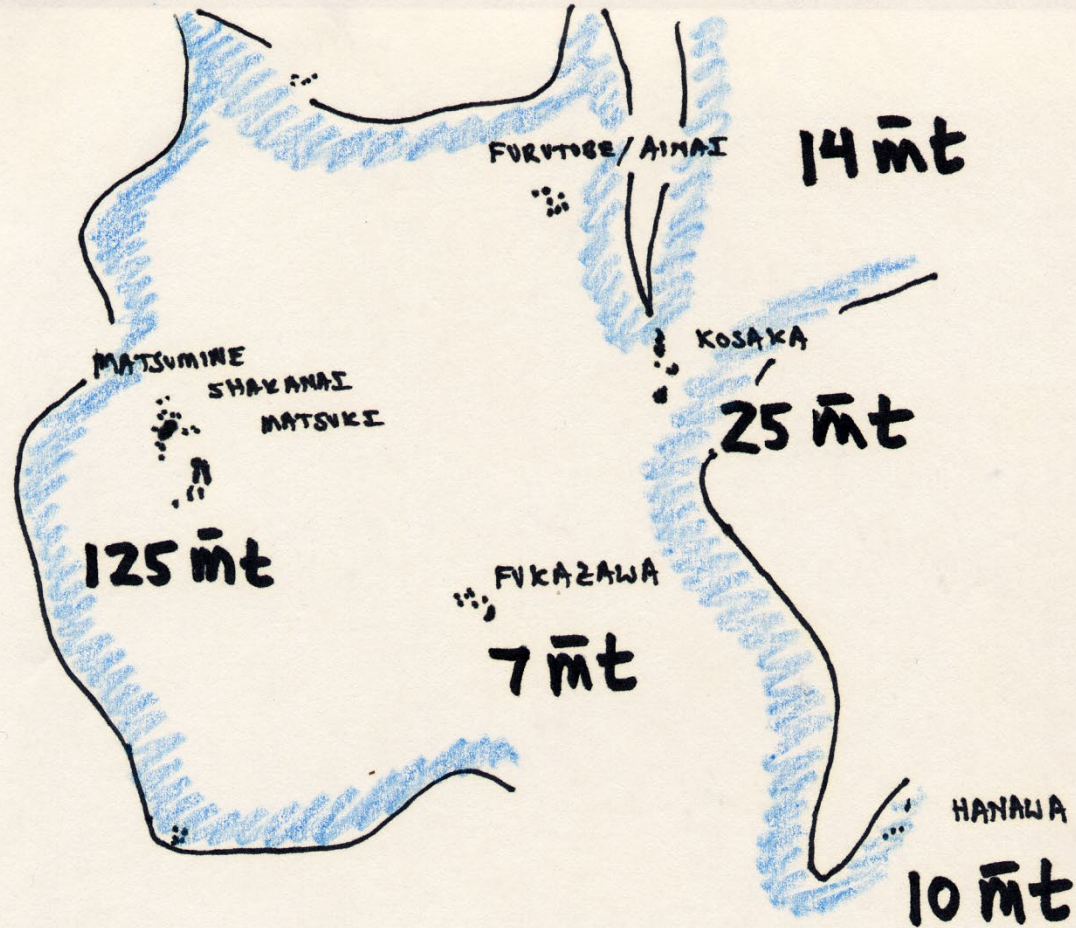 FURUTOBE/AINAI
14 m̄t
KOSAKA
25 m̄t
MATSUMINE
SHAKANAI
MATSUKI
125 m̄t
FUKAZAWA
7 m̄t
HANAWA
10 m̄t